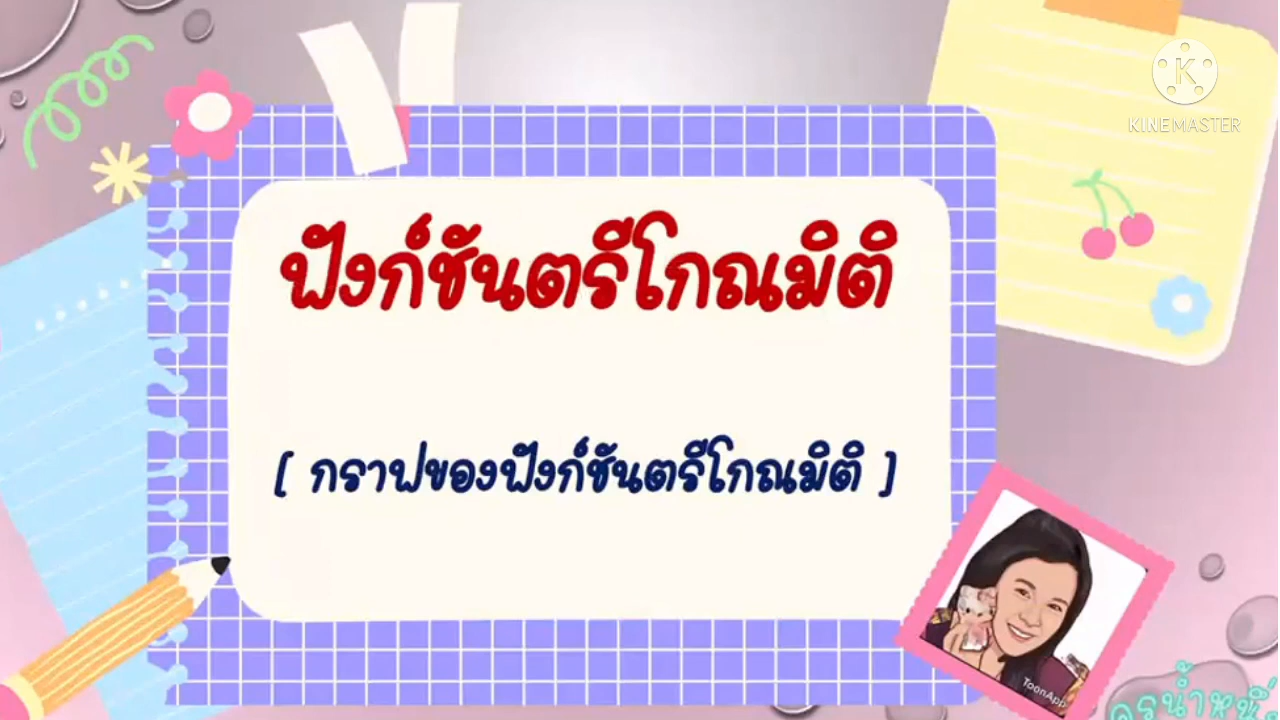 KINEMASTER
ฟังก์ชันตรีโกณมิติ
( กราฟของฟังก์ชันตรีโกณมิติ )
ToonApp